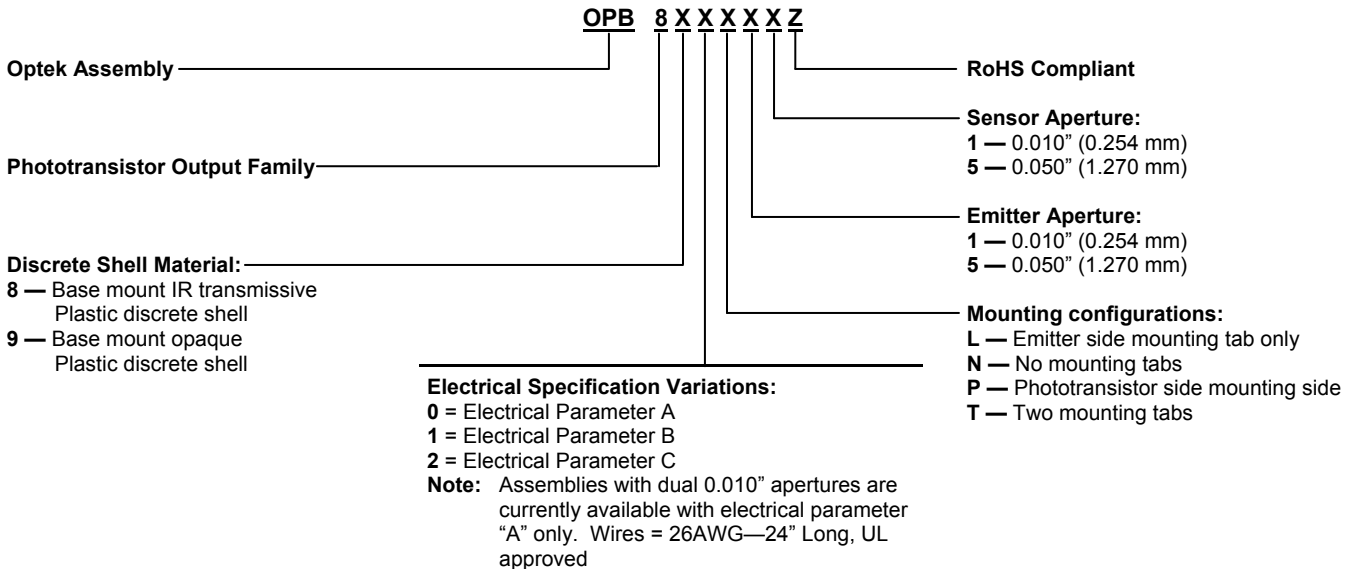 OPB 8 X X X X X Z
Optek Assembly
Phototransistor Output Family
Discrete Shell Material:
8 — Base mount IR transmissive
Plastic discrete shell
9 — Base mount opaque
Plastic discrete shell
Electrical Specification Variations:
0 = Electrical Parameter A
1 = Electrical Parameter B
2 = Electrical Parameter C
Note: Assemblies with dual 0.010” apertures are
currently available with electrical parameter
“A” only. Wires = 26AWG—24” Long, UL
approved
RoHS Compliant
Sensor Aperture:
1 — 0.010” (0.254 mm)
5 — 0.050” (1.270 mm)
Emitter Aperture:
1 — 0.010” (0.254 mm)
5 — 0.050” (1.270 mm)
Mounting configurations:
L — Emitter side mounting tab only
N — No mounting tabs
P — Phototransistor side mounting side
T — Two mounting tabs